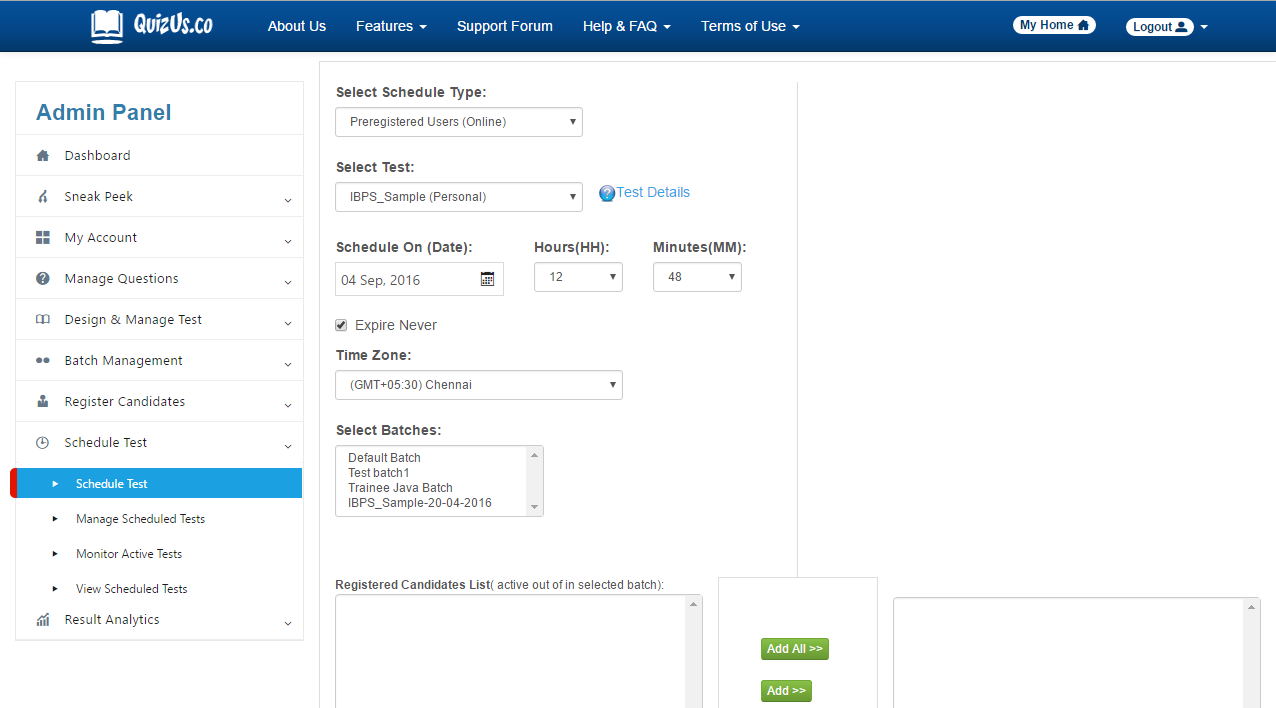 QuizUs.co
About Us
Features
Support Forum
Help & FAQ
Terms of Use
My Home
Logout
Admin Panel
Dashboard
Sneak Peek
My Account
Manage Questions
Design & Manage Test
Batch Management
Register Candidates
Schedule Test
Schedule Test
Manage Scheduled Tests
Monitor Active Tests
View Scheduled Tests
Result Analytics
Select Schedule Type:
Preregistered Users (Online)
Select Test:
IBPS_Sample (Personal)
Test Details
Schedule On (Date):
Hours(HH):
Minutes(MM):
04 Sep, 2016
12
48
Expire Never
Time Zone:
(GMT+05:30) Chennai
Select Batches:
Default Batch
Test batch1
Trainee Java Batch
IBPS_Sample-20-04-2016
Registered Candidates List( active out of in selected batch):
Add All >>
Add >>